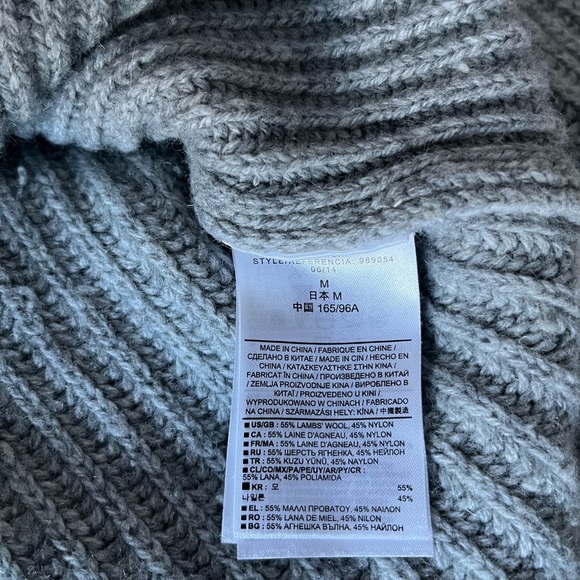 STYLE/REFERENCIA: 989054
06/14
M
日本 M
中国 165/96A
MADE IN CHINA / FABRIQUE EN CHINE /
СДЕЛАНО В КИТАЕ / MADE IN CIN / HECHO EN
CHINA / ΚΑΤΑΣΚΕΥΑΣΤΗΚΕ ΣΤΗΝ ΚΙΝΑ /
FABRICAT ÎN CHINA / ПРОИЗВЕДЕНО В КИТАЙ
/ ZEMLJA PROIZVODNJE KINA / ВИРОБЛЕНО В
КИТАЇ / PROIZVEDENO U KINI /
WYPRODUKOWANO W CHINACH / FABRICADO
NA CHINA / SZÁRMAZÁSI HELY: KÍNA / 中國製造
■ US/GB : 55% LAMBS' WOOL, 45% NYLON
■ CA : 55% LAINE D'AGNEAU, 45% NYLON
■ FR/MA : 55% LAINE D'AGNEAU, 45% NYLON
■ RU : 55% ШЕРСТЬ ЯГНЕНКА, 45% НЕЙЛОН
■ TR : 55% KUZU YÜNÜ, 45% NAYLON
■ CL/CO/MX/PA/PE/UY/AR/PY/CR :
55% LANA, 45% POLIAMIDA
■ KR : 모 55%
나일론 45%
■ EL : 55% ΜΑΛΛΙ ΠΡΟΒΑΤΟΥ, 45% ΝΑΙΛΟΝ
■ RO : 55% LANA DE MIEL, 45% NILON
■ BG : 55% АГНЕШКА ВЪЛНА, 45% НАЙЛОН